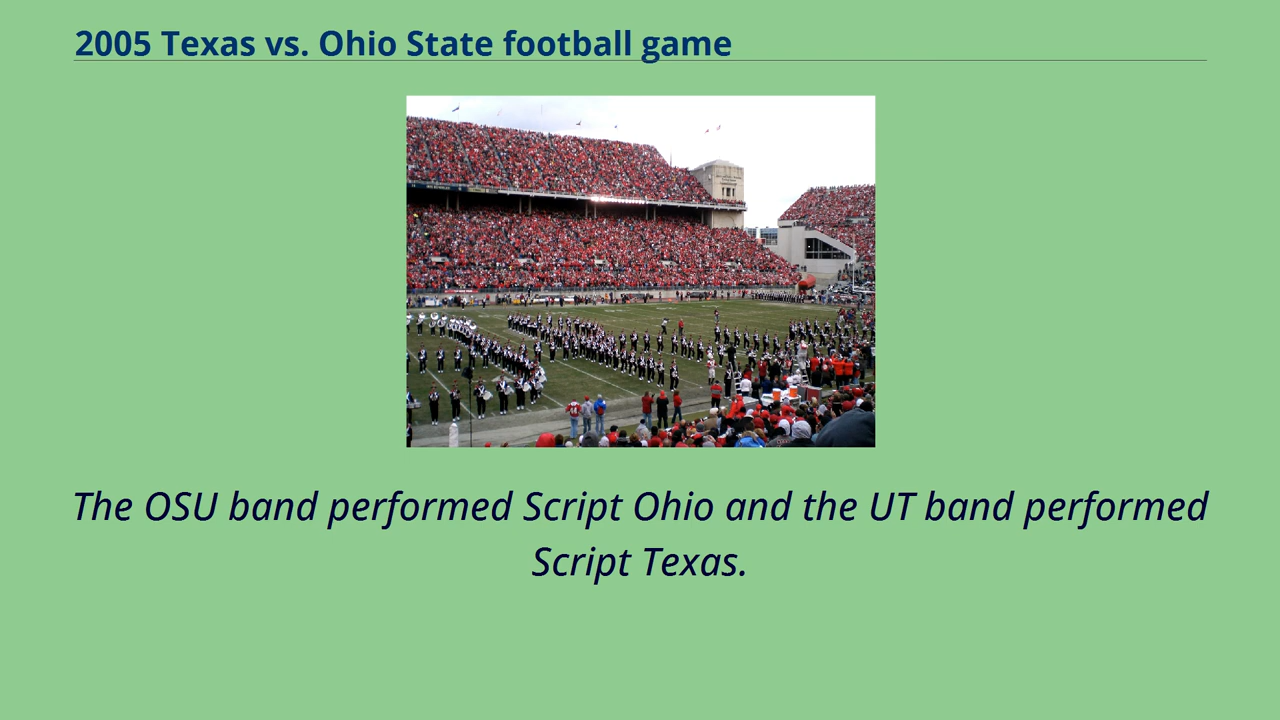 2005 Texas vs. Ohio State football game
The OSU band performed Script Ohio and the UT band performed
Script Texas.